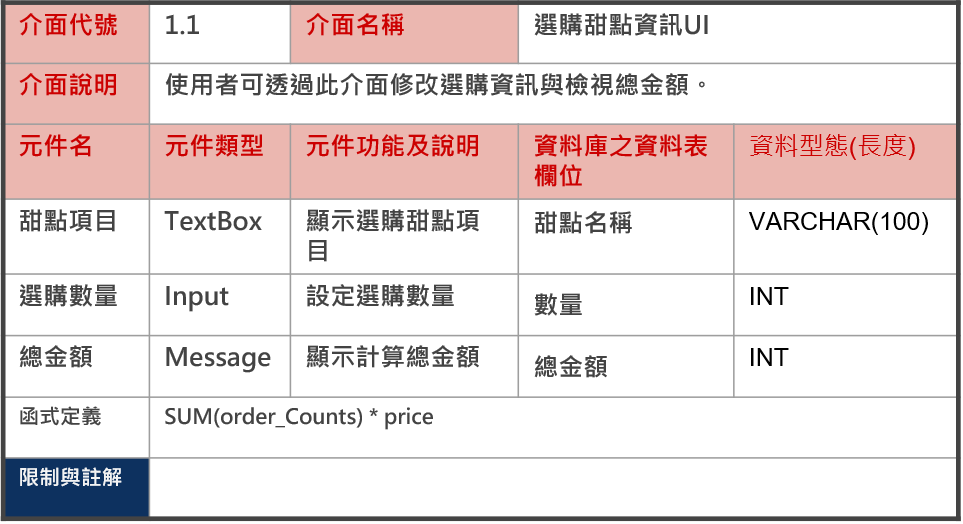 介面代號 1.1 介面名稱 選購甜點資訊UI
介面說明 使用者可透過此介面修改選購資訊與檢視總金額。
元件名 元件類型 元件功能及說明 資料庫之資料表
欄位 資料型態(長度)
甜點項目 TextBox 顯示選購甜點項
目 甜點名稱 VARCHAR(100)
選購數量 Input 設定選購數量 數量 INT
總金額 Message 顯示計算總金額 總金額 INT
函式定義 SUM(order_Counts) * price
限制與註解